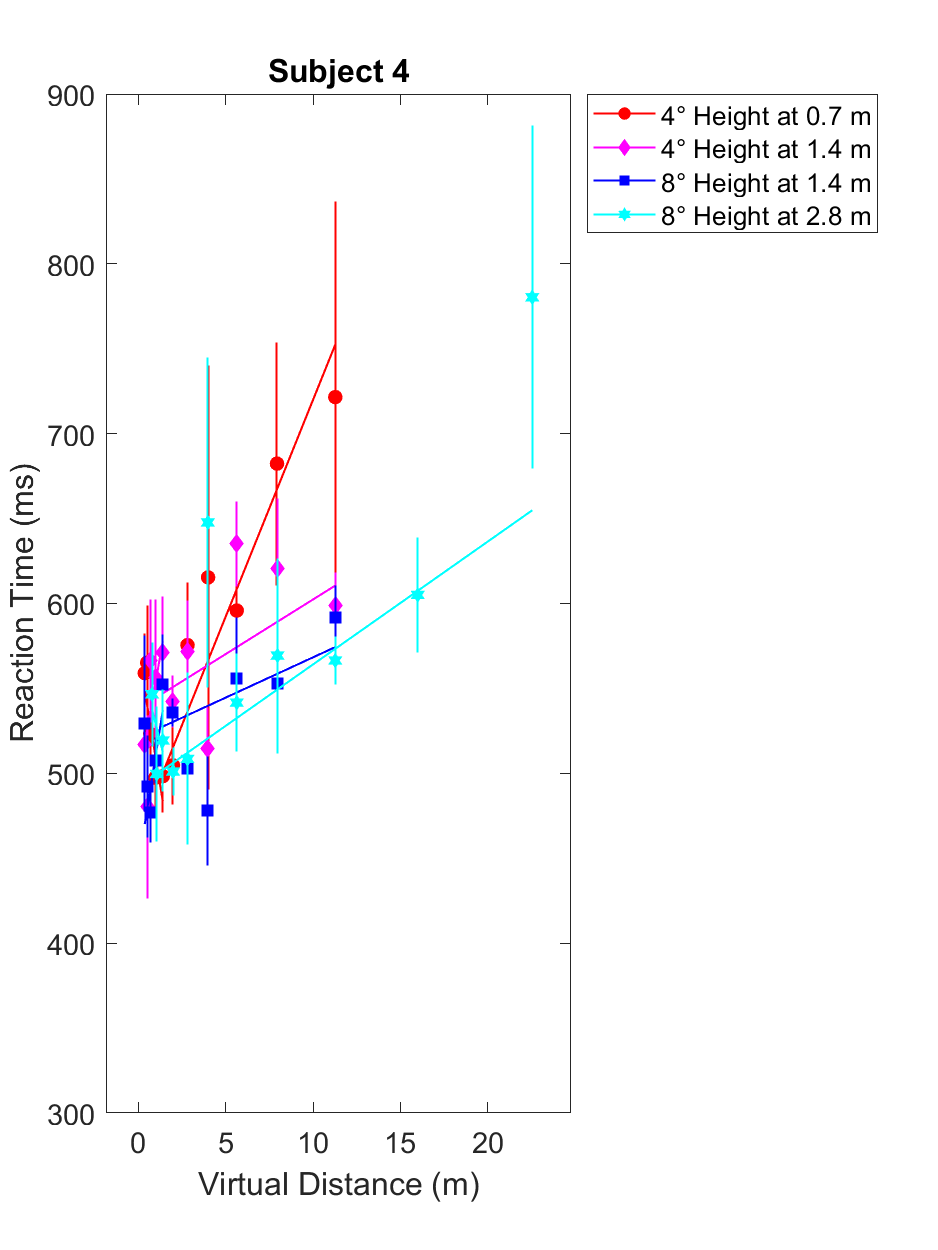 Subject 4
900
800
700
600
500
400
300
Reaction Time (ms)
0 5 10 15 20
Virtual Distance (m)
4° Height at 0.7 m
4° Height at 1.4 m
8° Height at 1.4 m
8° Height at 2.8 m